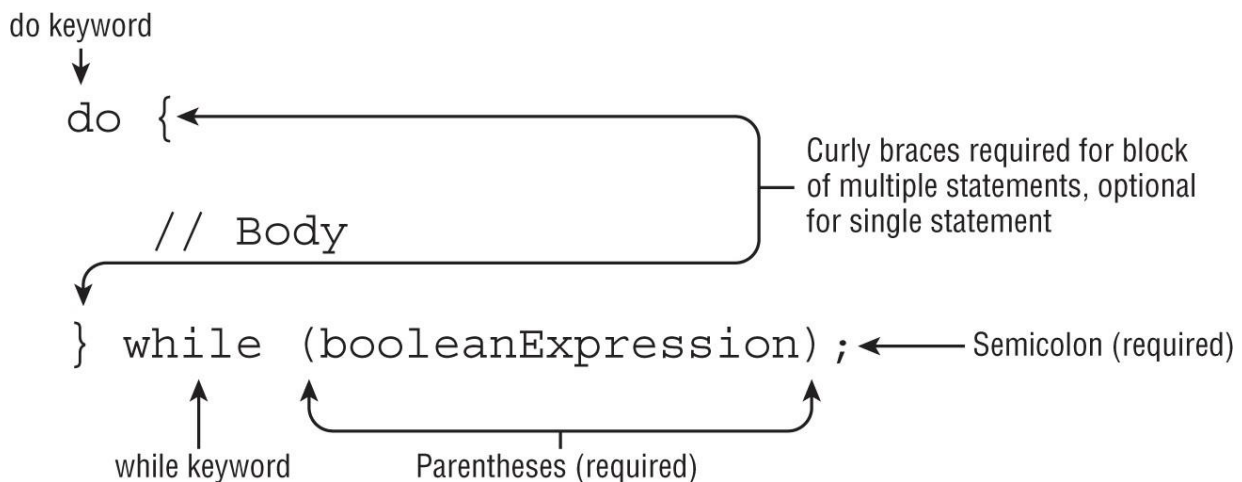 do keyword
do {
Curly braces required for block
of multiple statements, optional
for single statement
// Body
} while (booleanExpression);
Semicolon (required)
while keyword
Parentheses (required)